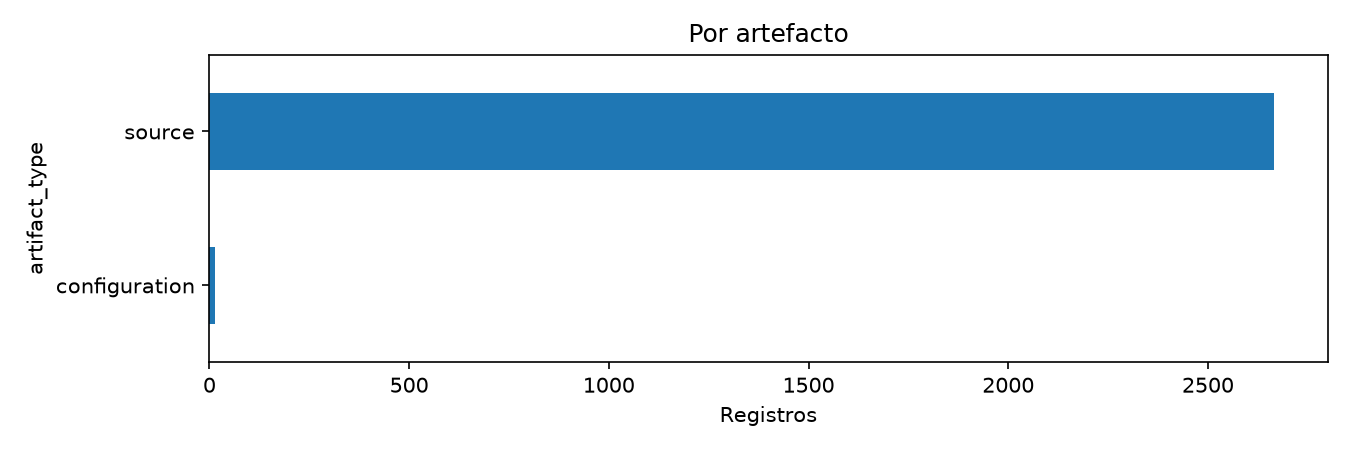 Por artefacto
artifact_type
source
configuration
0 500 1000 1500 2000 2500
Registros